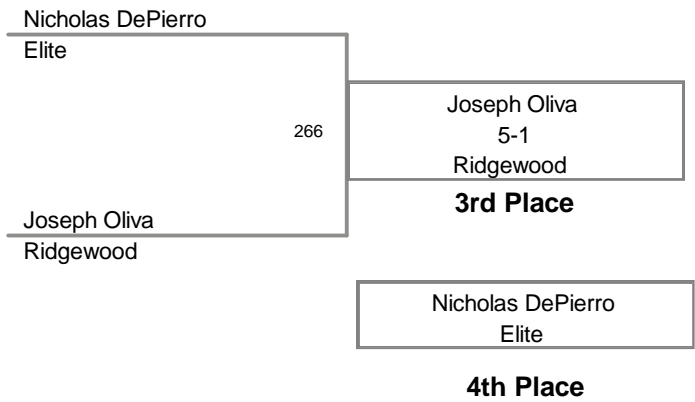 Nicholas DePierro
Elite
266
Joseph Oliva
5-1
Ridgewood
3rd Place
Joseph Oliva
Ridgewood
Nicholas DePierro
Elite
4th Place